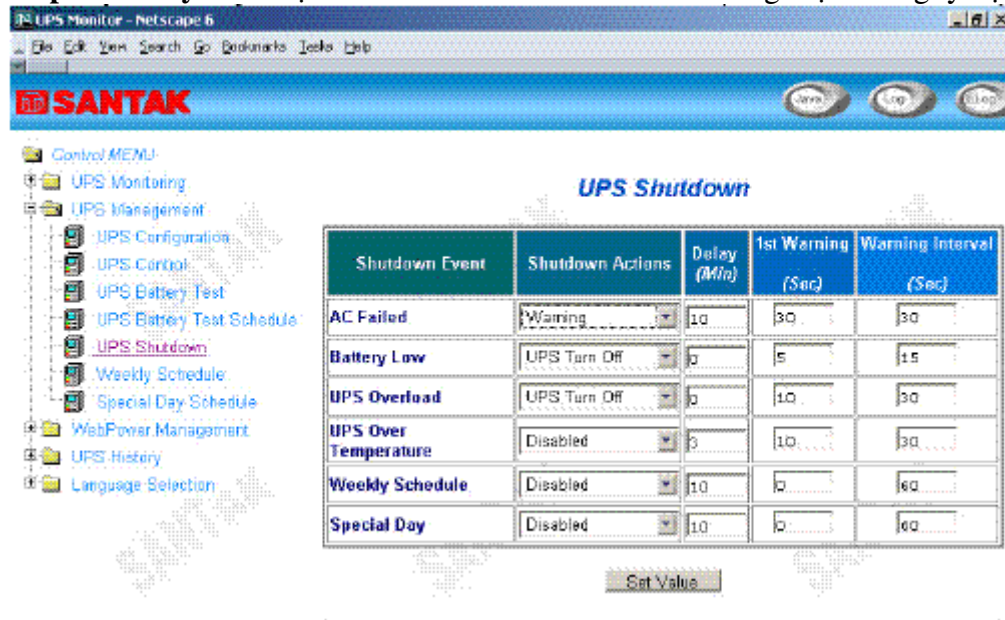 UPS Monitor - Netscape 6
File Edit View Search Go Bookmarks Tasks Help
SANTAK
Java Log
Control MENU
UPS Monitoring
UPS Management
UPS Configuration
UPS Control
UPS Battery Test
UPS Battery Test Schedule
UPS Shutdown
Weekly Schedule
Special Day Schedule
WebPower Management
UPS History
Language Selection
UPS Shutdown
Shutdown Event Shutdown Actions Delay (Min) 1st Warning (Sec) Warning Interval (Sec)
AC Failed Warning 10 30 30
Battery Low UPS Turn Off 0 5 15
UPS Overload UPS Turn Off 0 10 30
UPS Over Temperature Disabled 3 10 30
Weekly Schedule Disabled 10 0 60
Special Day Disabled 10 0 60
Set Value